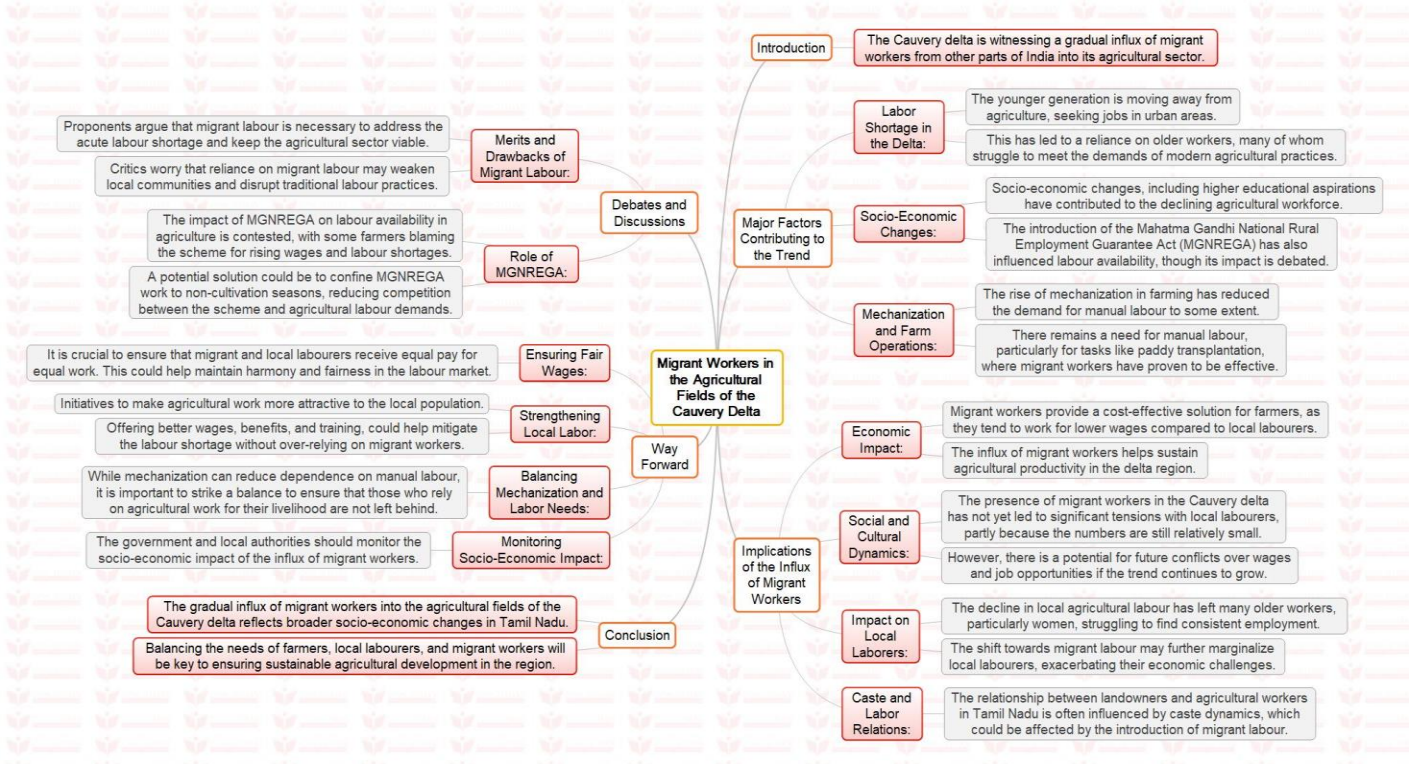 Migrant Workers in
the Agricultural
Fields of the
Cauvery Delta
Introduction
The Cauvery delta is witnessing a gradual influx of migrant
workers from other parts of India into its agricultural sector.
Major Factors
Contributing to
the Trend
Labor
Shortage in
the Delta:
The younger generation is moving away from
agriculture, seeking jobs in urban areas.
This has led to a reliance on older workers, many of whom
struggle to meet the demands of modern agricultural practices.
Socio-Economic
Changes:
Socio-economic changes, including higher educational aspirations
have contributed to the declining agricultural workforce.
The introduction of the Mahatma Gandhi National Rural
Employment Guarantee Act (MGNREGA) has also
influenced labour availability, though its impact is debated.
Mechanization
and Farm
Operations:
The rise of mechanization in farming has reduced
the demand for manual labour to some extent.
There remains a need for manual labour,
particularly for tasks like paddy transplantation,
where migrant workers have proven to be effective.
Implications
of the Influx
of Migrant
Workers
Economic
Impact:
Migrant workers provide a cost-effective solution for farmers, as
they tend to work for lower wages compared to local labourers.
The influx of migrant workers helps sustain
agricultural productivity in the delta region.
Social and
Cultural
Dynamics:
The presence of migrant workers in the Cauvery delta
has not yet led to significant tensions with local labourers,
partly because the numbers are still relatively small.
However, there is a potential for future conflicts over wages
and job opportunities if the trend continues to grow.
Impact on
Local
Laborers:
The decline in local agricultural labour has left many older workers,
particularly women, struggling to find consistent employment.
The shift towards migrant labour may further marginalize
local labourers, exacerbating their economic challenges.
Caste and
Labor
Relations:
The relationship between landowners and agricultural workers
in Tamil Nadu is often influenced by caste dynamics, which
could be affected by the introduction of migrant labour.
Debates and
Discussions
Merits and
Drawbacks of
Migrant Labour:
Proponents argue that migrant labour is necessary to address the
acute labour shortage and keep the agricultural sector viable.
Critics worry that reliance on migrant labour may weaken
local communities and disrupt traditional labour practices.
Role of
MGNREGA:
The impact of MGNREGA on labour availability in
agriculture is contested, with some farmers blaming
the scheme for rising wages and labour shortages.
A potential solution could be to confine MGNREGA
work to non-cultivation seasons, reducing competition
between the scheme and agricultural labour demands.
Way
Forward
Ensuring Fair
Wages:
It is crucial to ensure that migrant and local labourers receive equal pay for
equal work. This could help maintain harmony and fairness in the labour market.
Strengthening
Local Labor:
Initiatives to make agricultural work more attractive to the local population.
Offering better wages, benefits, and training, could help mitigate
the labour shortage without over-relying on migrant workers.
Balancing
Mechanization and
Labor Needs:
While mechanization can reduce dependence on manual labour,
it is important to strike a balance to ensure that those who rely
on agricultural work for their livelihood are not left behind.
Monitoring
Socio-Economic Impact:
The government and local authorities should monitor the
socio-economic impact of the influx of migrant workers.
Conclusion
The gradual influx of migrant workers into the agricultural fields of the
Cauvery delta reflects broader socio-economic changes in Tamil Nadu.
Balancing the needs of farmers, local labourers, and migrant workers will
be key to ensuring sustainable agricultural development in the region.